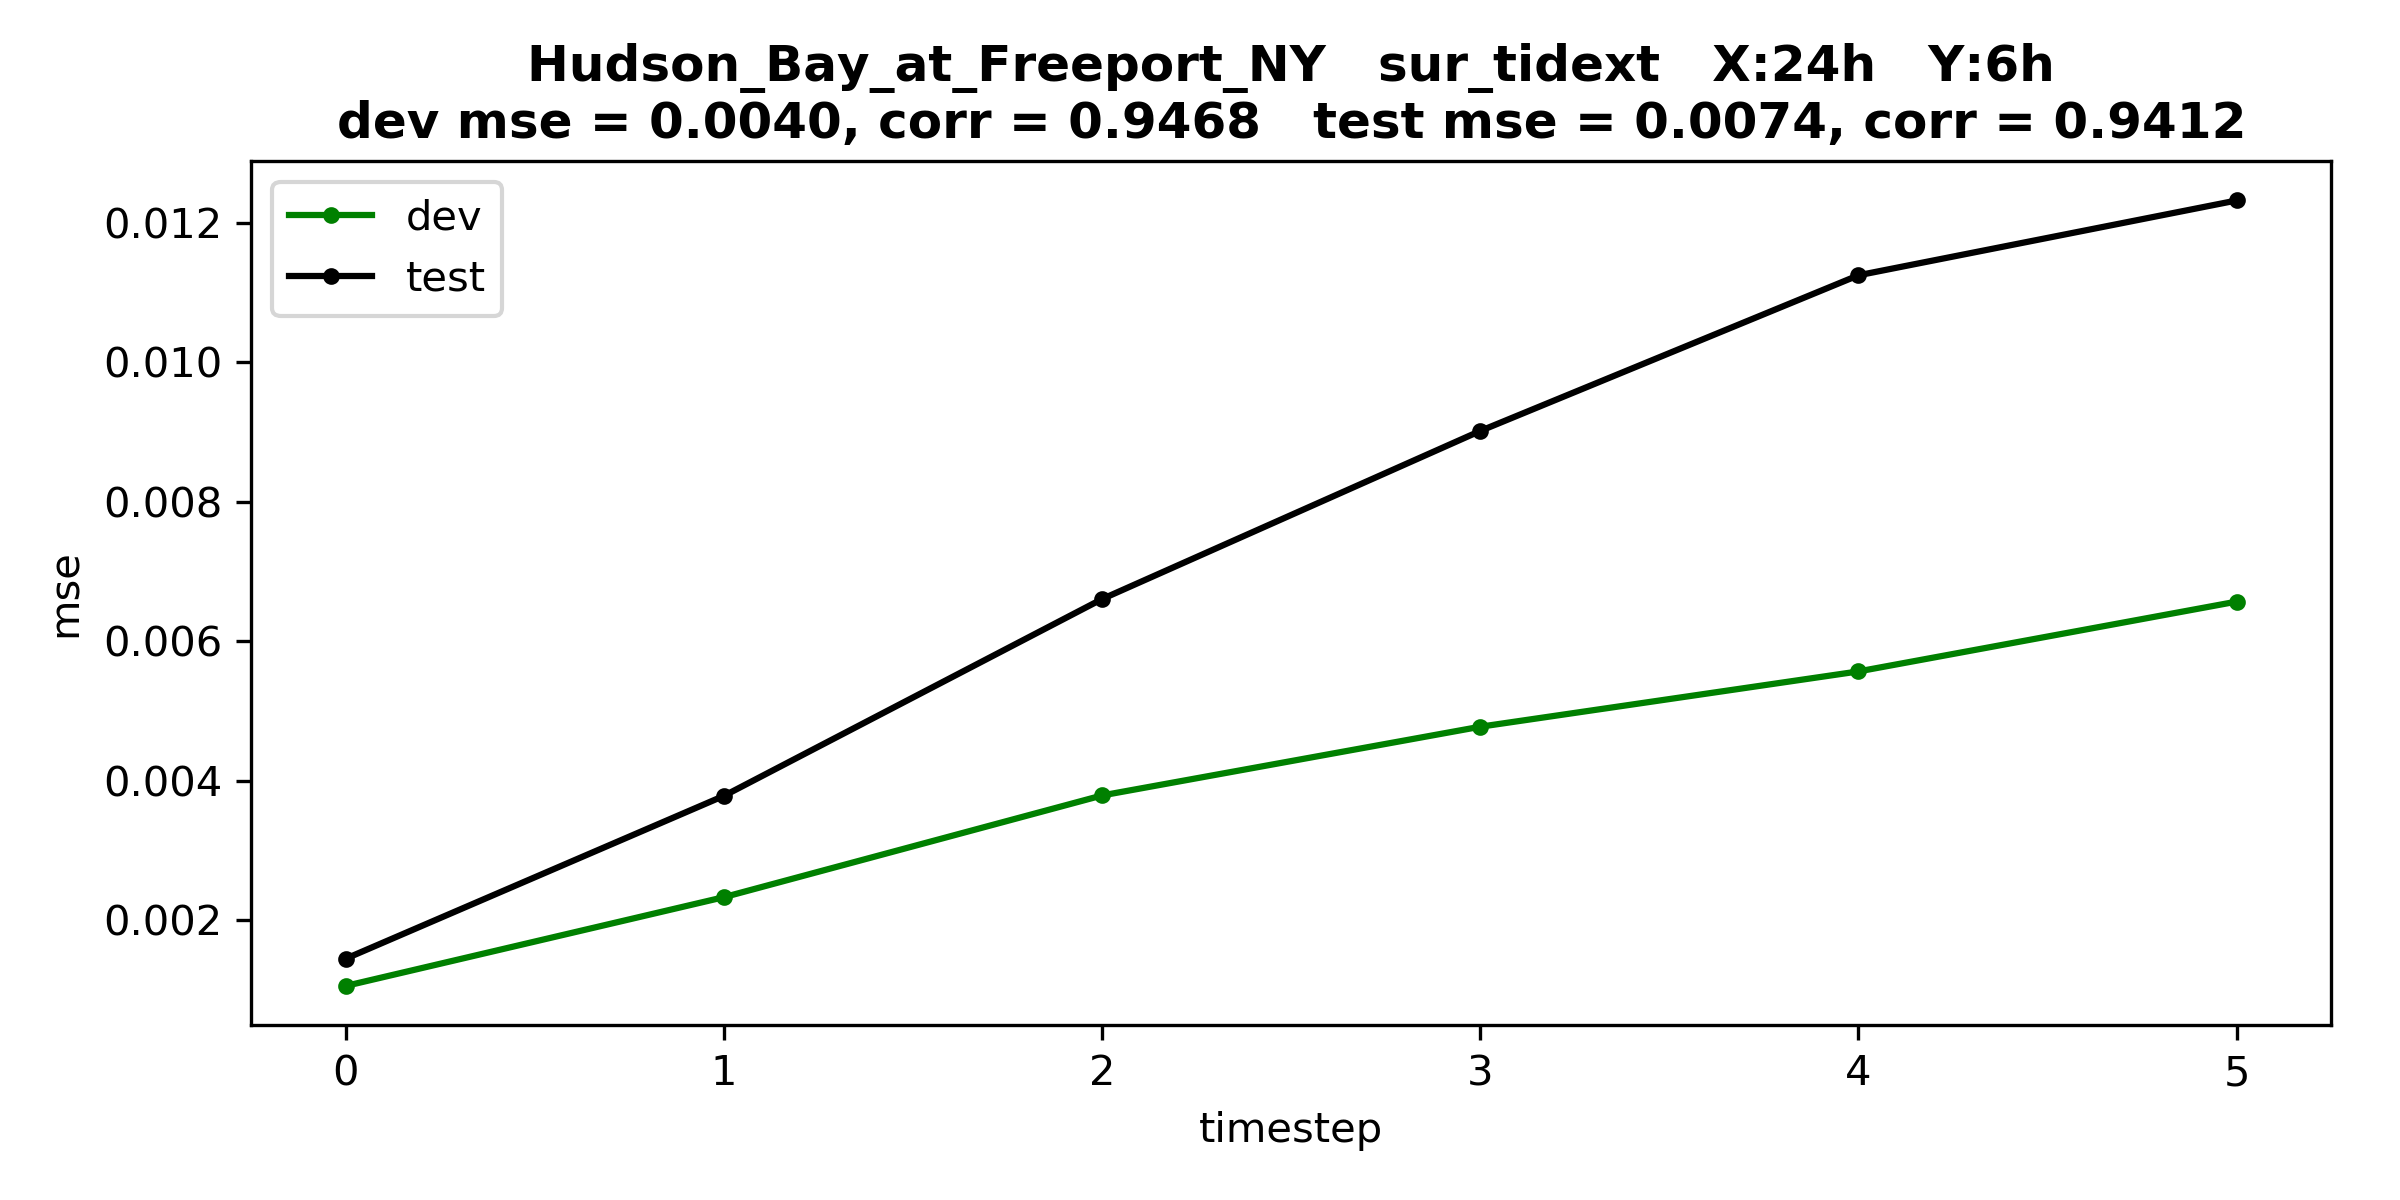 Hudson_Bay_at_Freeport_NY   sur_tidext   X:24h   Y:6h
dev mse = 0.0040, corr = 0.9468   test mse = 0.0074, corr = 0.9412
dev
test
0.012
0.010
0.008
0.006
0.004
0.002
mse
0 1 2 3 4 5
timestep